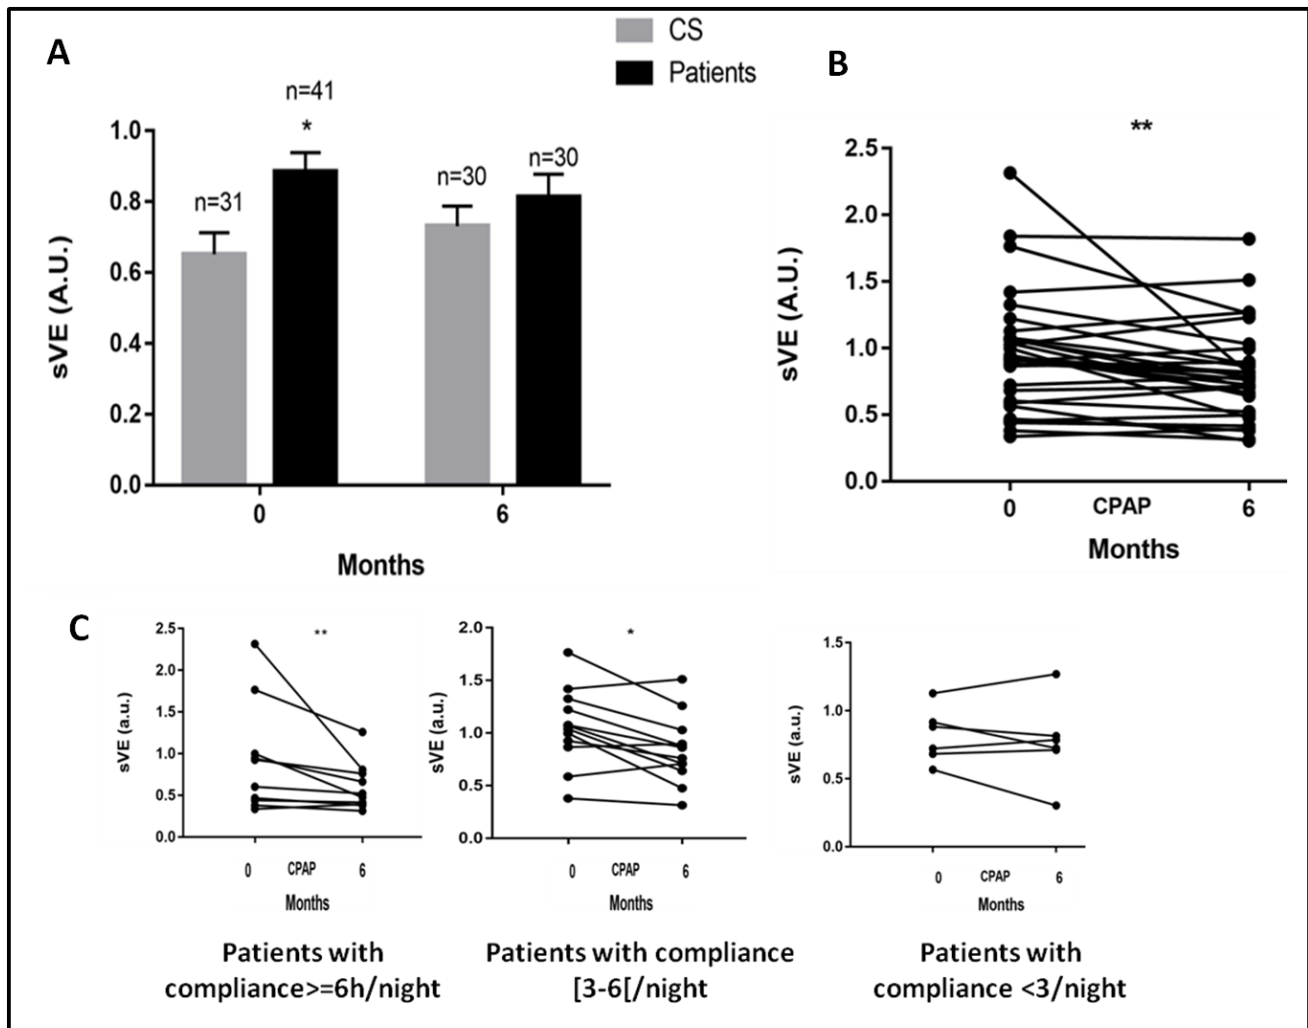 A
CS
Patients
B
n=41
*
n=31
n=30
n=30
1.0
0.8
0.6
0.4
0.2
0.0
sVE (A.U.)
0
6
Months
**
2.5
2.0
1.5
1.0
0.5
0.0
sVE (A.U.)
0
CPAP
6
Months
C
**
2.5
2.0
1.5
1.0
0.5
0.0
sVE (a.u.)
0
CPAP
6
Months
Patients with
compliance>=6h/night
*
2.0
1.5
1.0
0.5
0.0
sVE (a.u.)
0
CPAP
6
Months
Patients with compliance
[3-6[/night
1.5
1.0
0.5
0.0
sVE (a.u.)
0
CPAP
6
Months
Patients with
compliance <3/night